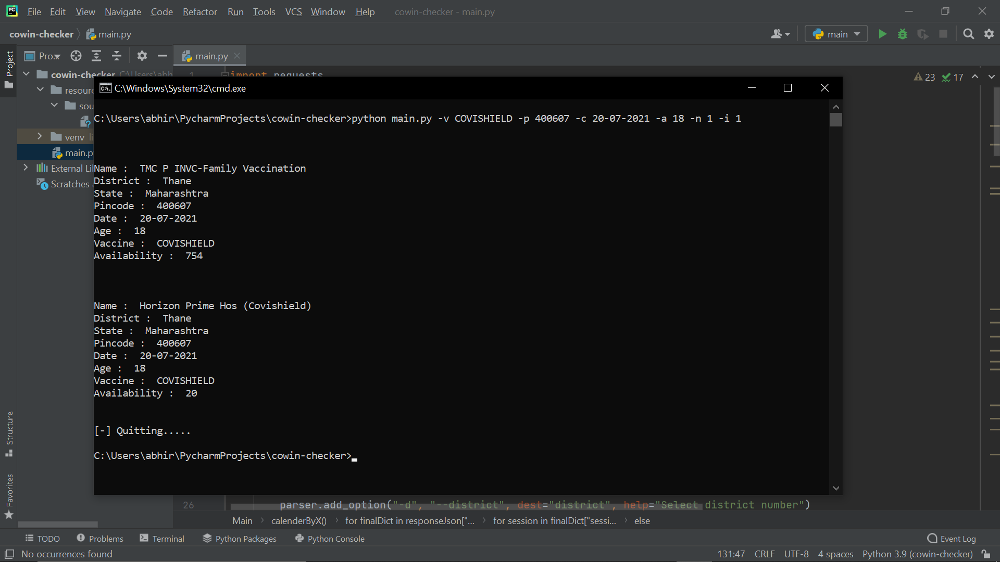 File Edit View Navigate Code Refactor Run Tools VCS Window Help cowin-checker - main.py
cowin-checker main.py main
Project
Pro... main.py
cowin-checker
1 import requests
23 17
C:\Windows\System32\cmd.exe
resourc
sou
venv li
main.p
External Li
Scratches
C:\Users\abhir\PycharmProjects\cowin-checker>python main.py -v COVISHIELD -p 400607 -c 20-07-2021 -a 18 -n 1 -i 1
Name :  TMC P INVC-Family Vaccination
District :  Thane
State :  Maharashtra
Pincode :  400607
Date :  20-07-2021
Age :  18
Vaccine :  COVISHIELD
Availability :  754
Name :  Horizon Prime Hos (Covishield)
District :  Thane
State :  Maharashtra
Pincode :  400607
Date :  20-07-2021
Age :  18
Vaccine :  COVISHIELD
Availability :  20
[-] Quitting.....
C:\Users\abhir\PycharmProjects\cowin-checker>
Structure
Favorites
26 parser.add_option("-d", "--district", dest="district", help="Select district number")
Main calenderByX() for finalDict in responseJson["... for session in finalDict["sessi... else
TODO Problems Terminal Python Packages Python Console Event Log
No occurrences found 131:47 CRLF UTF-8 4 spaces Python 3.9 (cowin-checker)